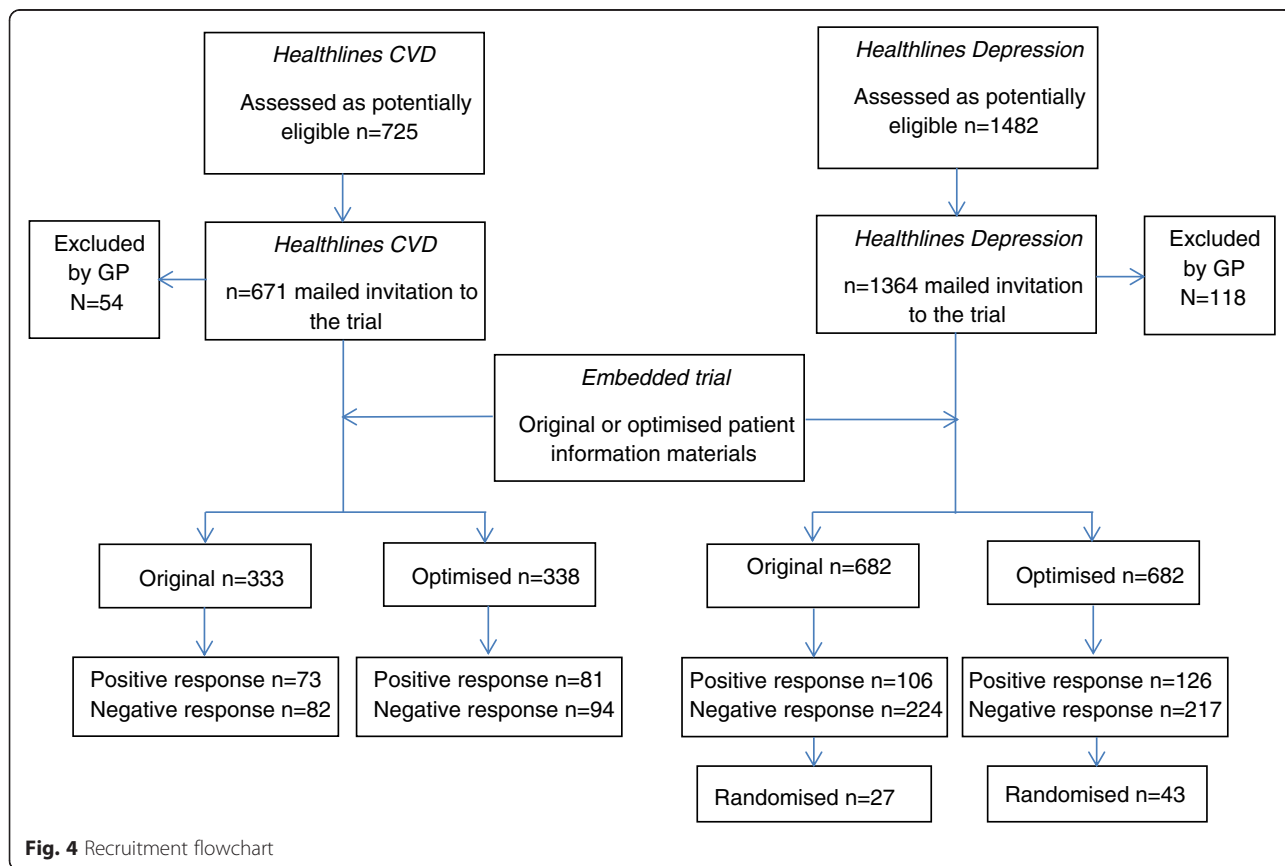 Healthlines CVD
Assessed as potentially
eligible n=725
Healthlines Depression
Assessed as potentially
eligible n=1482
Excluded
by GP
N=54
Healthlines CVD
n=671 mailed invitation to
the trial
Healthlines Depression
n=1364 mailed invitation
to the trial
Excluded
by GP
N=118
Embedded trial
Original or optimised patient
information materials
Original n=333
Optimised n=338
Original n=682
Optimised n=682
Positive response n=73
Negative response n=82
Positive response n=81
Negative response n=94
Positive response n=106
Negative response n=224
Positive response n=126
Negative response n=217
Randomised n=27
Randomised n=43
Fig. 4 Recruitment flowchart